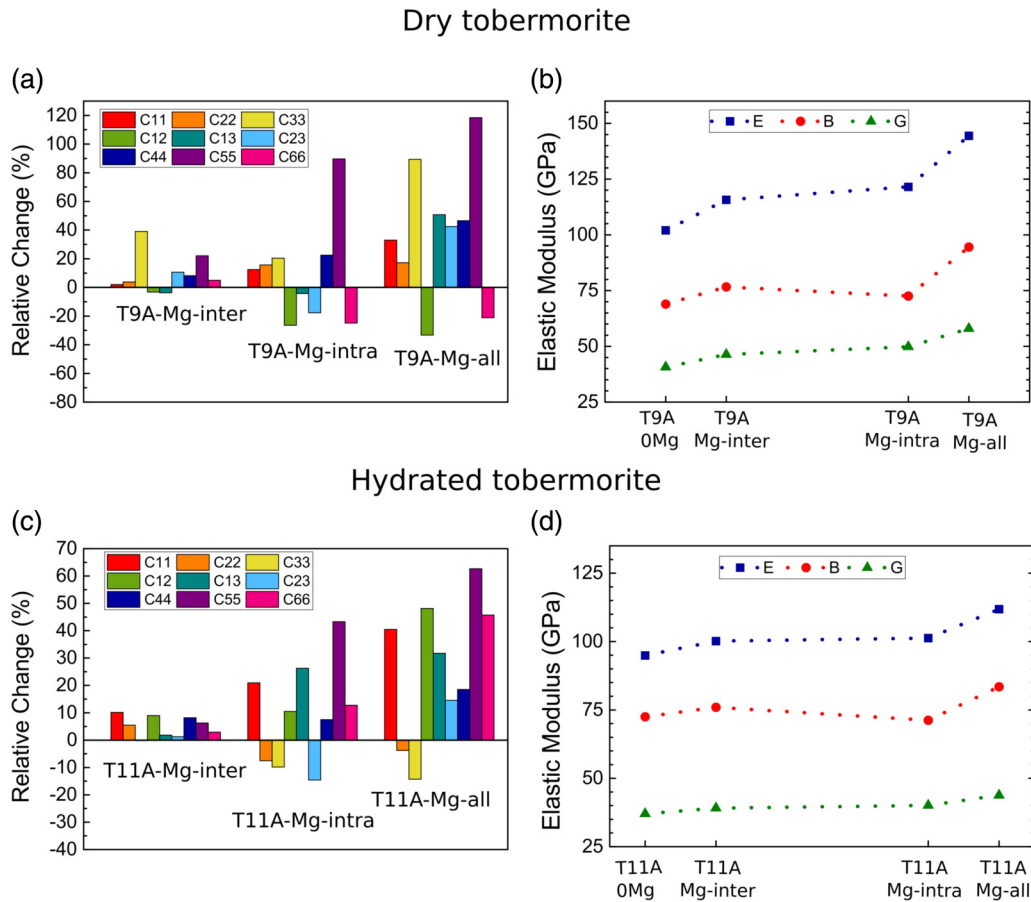 Dry tobermorite
(a)
(b)
120
100
80
60
40
20
0
-20
-40
-60
-80
Relative Change (%)
C11 C22 C33
C12 C13 C23
C44 C55 C66
T9A-Mg-inter
T9A-Mg-intra
T9A-Mg-all
150
125
100
75
50
25
Elastic Modulus (GPa)
E B G
T9A
0Mg
T9A
Mg-inter
T9A
Mg-intra
T9A
Mg-all
Hydrated tobermorite
(c)
(d)
70
60
50
40
30
20
10
0
-10
-20
-30
-40
Relative Change (%)
C11 C22 C33
C12 C13 C23
C44 C55 C66
T11A-Mg-inter
T11A-Mg-intra
T11A-Mg-all
125
100
75
50
25
Elastic Modulus (GPa)
E B G
T11A
0Mg
T11A
Mg-inter
T11A
Mg-intra
T11A
Mg-all